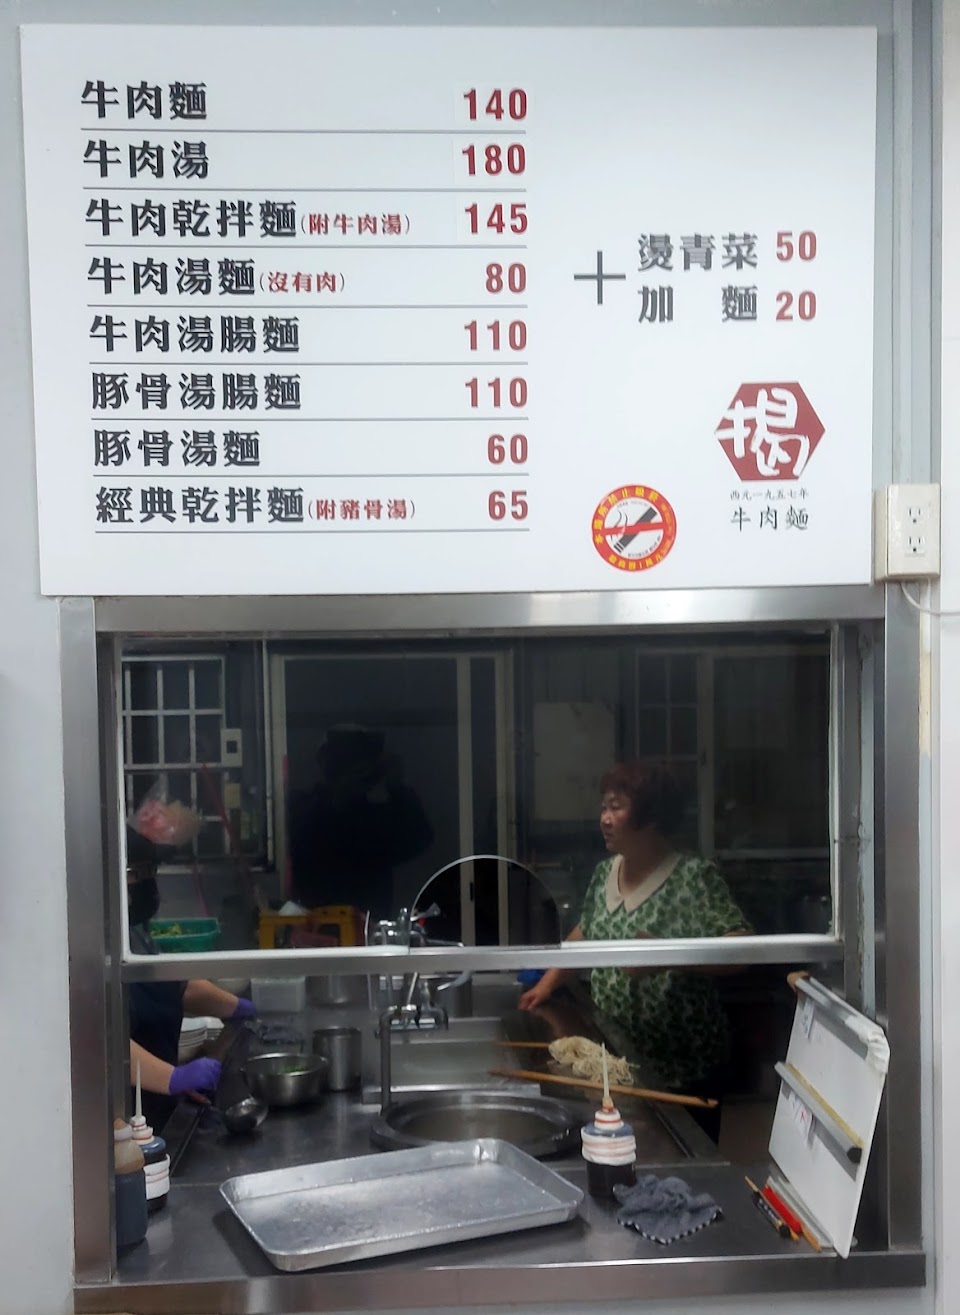 牛肉麵 140
牛肉湯 180
牛肉乾拌麵(附牛肉湯) 145
牛肉湯麵(沒有肉) 80
牛肉湯腸麵 110
豚骨湯腸麵 110
豚骨湯麵 60
經典乾拌麵(附豬骨湯) 65
＋
燙青菜 50
加 麵 20
揭
西元一九五七年
牛肉麵